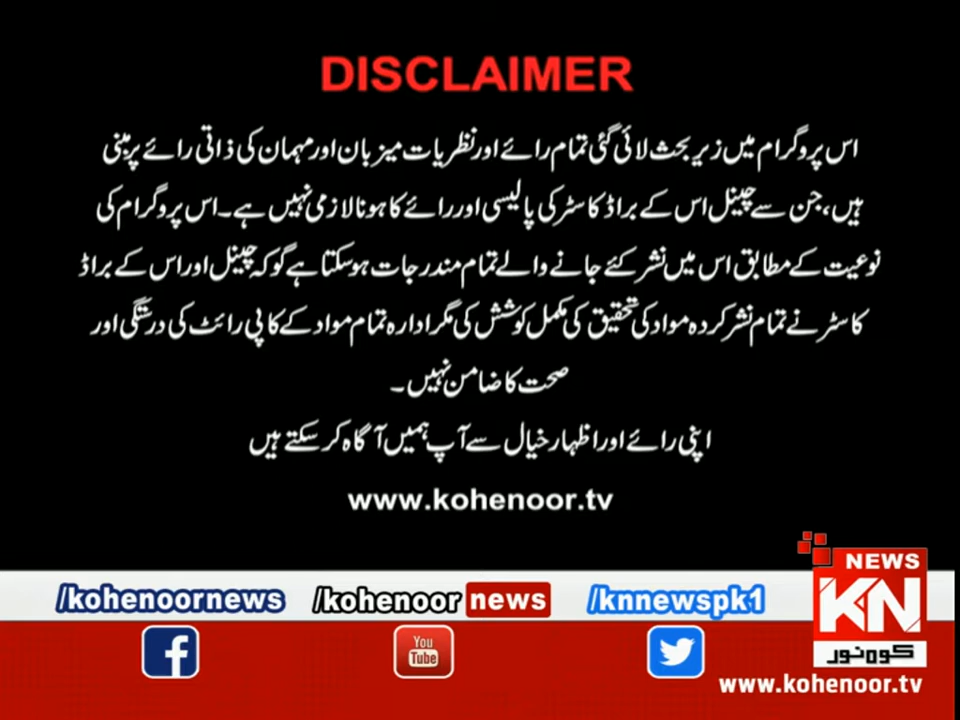 DISCLAIMER
اس پروگرام میں زیر بحث لائی گئی تمام رائے اور نظریات میزبان اور مہمان کی ذاتی رائے پر مبنی
ہیں، جن سے چینل اس کے براڈ کاسٹر کی پالیسی اور رائے کا ہونا لازمی نہیں ہے۔ اس پروگرام کی
نوعیت کے مطابق اس میں نشر کئے جانے والے تمام مندرجات ہو سکتا ہے گو کہ چینل اور اس کے براڈ
کاسٹر نے تمام نشر کردہ مواد کی تحقیق کی مکمل کوشش کی مگر ادارہ تمام مواد کے کاپی رائٹ کی درستگی اور
صحت کا ضامن نہیں۔
اپنی رائے اور اظہار خیال سے آپ ہمیں آگاہ کر سکتے ہیں
www.kohenoor.tv
/kohenoornews /kohenoor news /knnewspk1
NEWS
KN
کوہ نور
f You Tube
www.kohenoor.tv